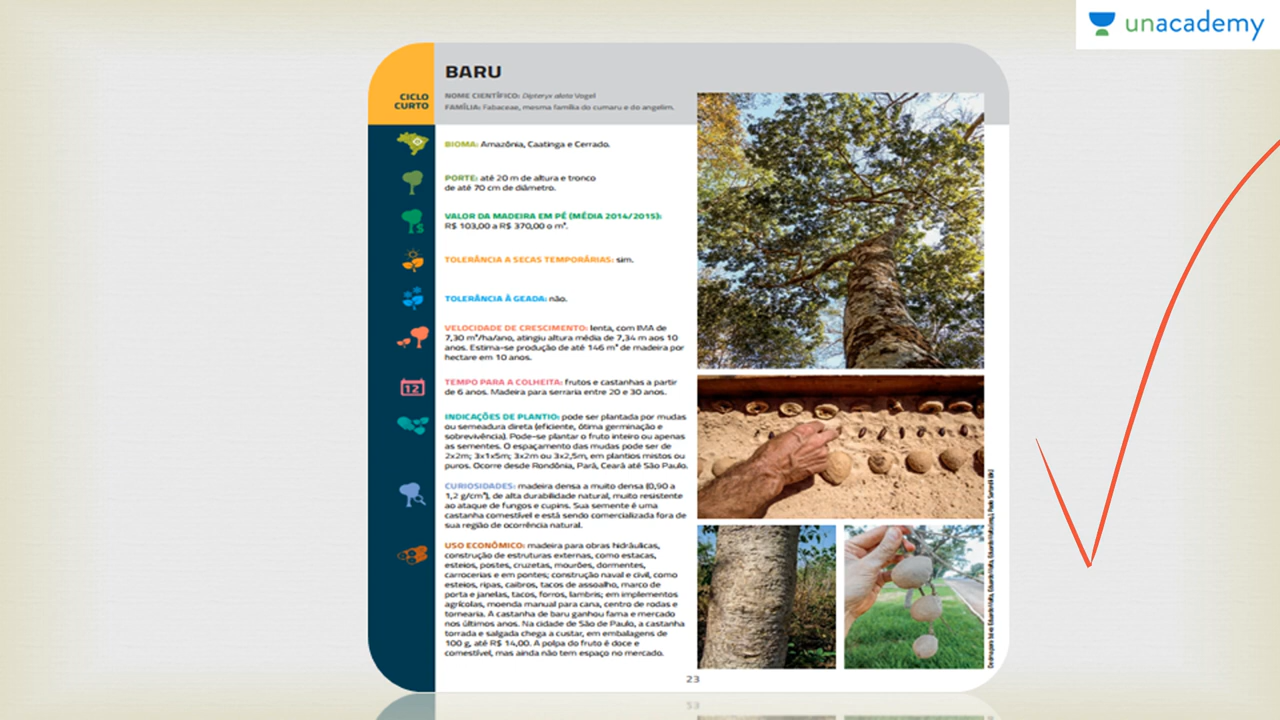 unacademy
BARU
CICLO
CURTO
NOME CIENTÍFICO: Dipteryx alata Vogel
FAMÍLIA: Fabaceae, mesma família do cumaru e do angelim.
BIOMA: Amazônia, Caatinga e Cerrado.
PORTE: até 20 m de altura e tronco
de até 70 cm de diâmetro.
VALOR DA MADEIRA EM PÉ (MÉDIA 2014/2015):
R$ 103,00 a R$ 370,00 o m³.
TOLERÂNCIA A SECAS TEMPORÁRIAS: sim.
TOLERÂNCIA À GEADA: não.
VELOCIDADE DE CRESCIMENTO: lenta, com IMA de
7,30 m³/ha/ano, atingiu altura média de 7,34 m aos 10
anos. Estima-se produção de até 146 m³ de madeira por
hectare em 10 anos.
12
TEMPO PARA A COLHEITA: frutos e castanhas a partir
de 6 anos. Madeira para serraria entre 20 e 30 anos.
INDICAÇÕES DE PLANTIO: pode ser plantada por mudas
ou semeadura direta (eficiente, ótima germinação e
sobrevivência). Pode-se plantar o fruto inteiro ou apenas
as sementes. O espaçamento das mudas pode ser de
2x2m; 3x1x5m; 3x2m ou 3x2,5m, em plantios mistos ou
puros. Ocorre desde Rondônia, Pará, Ceará até São Paulo.
CURIOSIDADES: madeira densa a muito densa (0,90 a
1,2 g/cm³), de alta durabilidade natural, muito resistente
ao ataque de fungos e cupins. Sua semente é uma
castanha comestível e está sendo comercializada fora de
sua região de ocorrência natural.
USO ECONÔMICO: madeira para obras hidráulicas,
construção de estruturas externas, como estacas,
esteios, postes, cruzetas, mourões, dormentes,
carrocerias e em pontes; construção naval e civil, como
esteios, ripas, caibros, tacos de assoalho, marco de
porta e janelas, tacos, forros, lambris; em implementos
agrícolas, moenda manual para cana, centro de rodas e
tornearia. A castanha de baru ganhou fama e mercado
nos últimos anos. Na cidade de São de Paulo, a castanha
torrada e salgada chega a custar, em embalagens de
100 g, até R$ 14,00. A polpa do fruto é doce e
comestível, mas ainda não tem espaço no mercado.
23